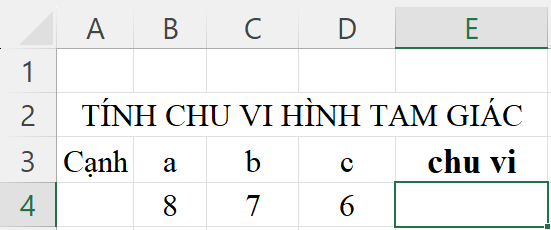 A B C D E
1
2 TÍNH CHU VI HÌNH TAM GIÁC
3 Cạnh a b c chu vi
4 8 7 6